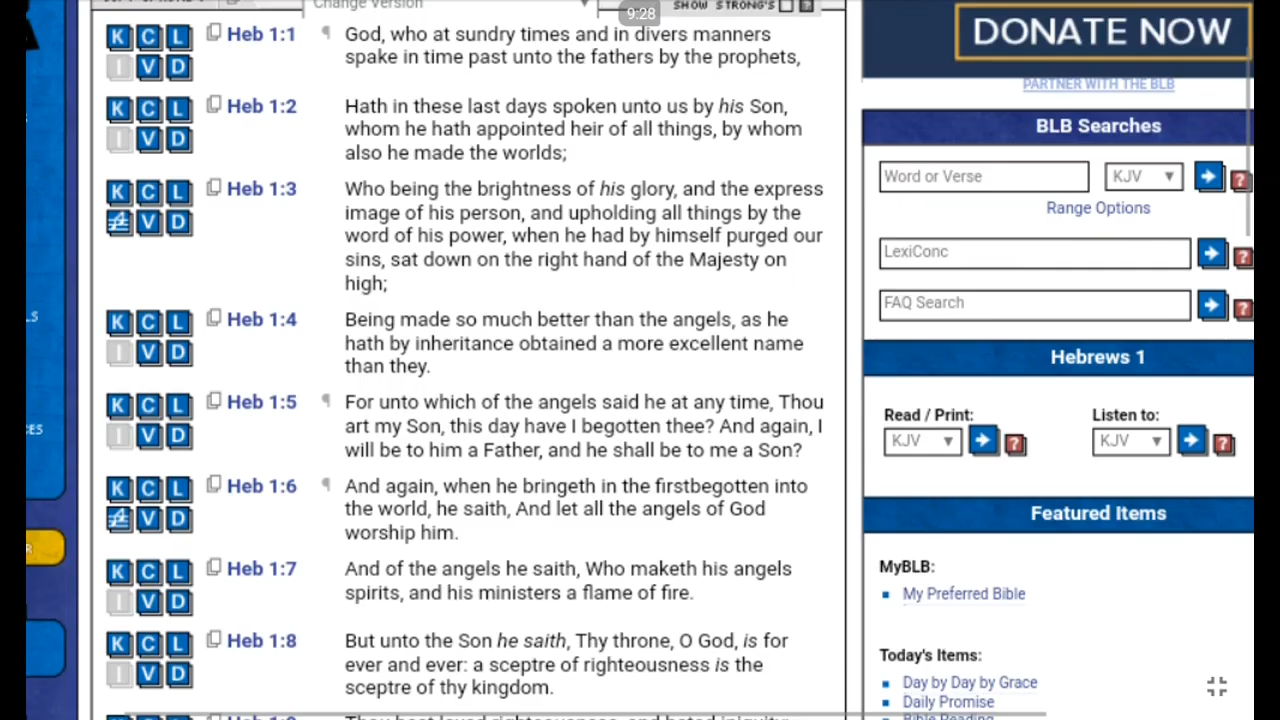 Change Version
SHOW STRONG'S
9:28
K C L Heb 1:1 ¶ God, who at sundry times and in divers manners
I V D spake in time past unto the fathers by the prophets,
K C L Heb 1:2 Hath in these last days spoken unto us by his Son,
whom he hath appointed heir of all things, by whom
I V D also he made the worlds;
K C L Heb 1:3 Who being the brightness of his glory, and the express
V D image of his person, and upholding all things by the
word of his power, when he had by himself purged our
sins, sat down on the right hand of the Majesty on
high;
K C L Heb 1:4 Being made so much better than the angels, as he
I V D hath by inheritance obtained a more excellent name
than they.
K C L Heb 1:5 ¶ For unto which of the angels said he at any time, Thou
I V D art my Son, this day have I begotten thee? And again, I
will be to him a Father, and he shall be to me a Son?
K C L Heb 1:6 ¶ And again, when he bringeth in the firstbegotten into
V D the world, he saith, And let all the angels of God
worship him.
K C L Heb 1:7 And of the angels he saith, Who maketh his angels
I V D spirits, and his ministers a flame of fire.
K C L Heb 1:8 But unto the Son he saith, Thy throne, O God, is for
I V D ever and ever: a sceptre of righteousness is the
sceptre of thy kingdom.
DONATE NOW
PARTNER WITH THE BLB
BLB Searches
Word or Verse KJV ?
Range Options
LexiConc ?
FAQ Search ?
Hebrews 1
Read / Print: Listen to:
KJV ? KJV ?
Featured Items
MyBLB:
My Preferred Bible
Today's Items:
Day by Day by Grace
Daily Promise
Bible Reading